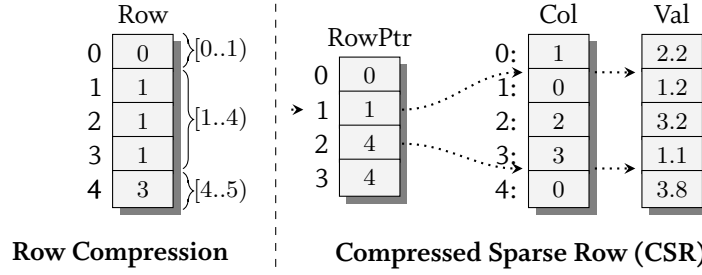 Row
0 0 [0..1)
1 1
2 1 [1..4)
3 1
4 3 [4..5)
Row Compression
RowPtr
0 0
1 1
2 4
3 4
Col Val
0: 1 2.2
1: 0 1.2
2: 2 3.2
3: 3 1.1
4: 0 3.8
Compressed Sparse Row (CSR)